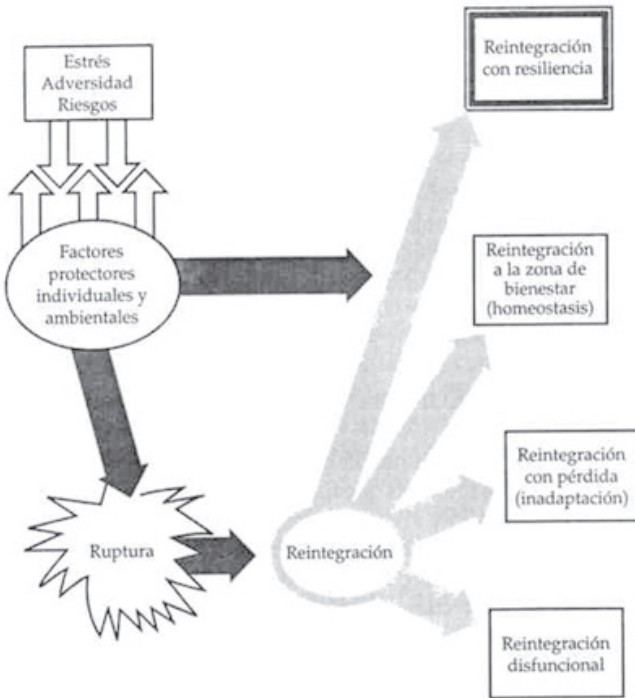 Estrés
Adversidad
Riesgos
Reintegración
con resiliencia
Factores
protectores
individuales y
ambientales
Reintegración
a la zona de
bienestar
(homeostasis)
Reintegración
con pérdida
(inadaptación)
Ruptura
Reintegración
Reintegración
disfuncional